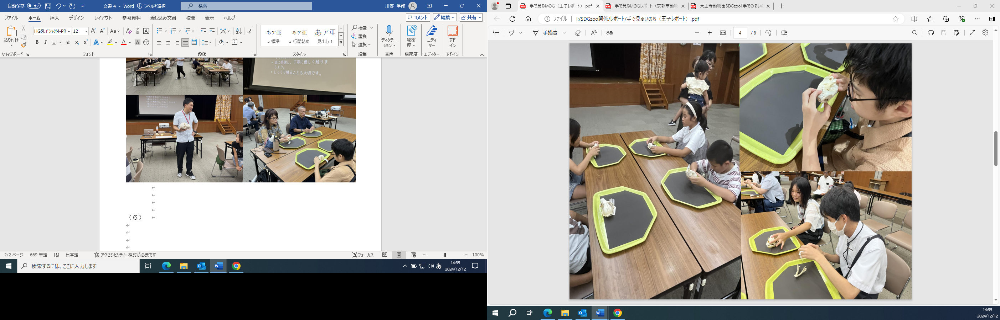 自動保存 オフ 文書 4 - Word ラベルを選択 検索 川野 学都
ファイル ホーム 挿入 デザイン レイアウト 参考資料 差し込み文書 校閲 表示 ヘルプ コメント 編集 共有
HG丸ゴシックM-PR 12
貼り付け
標準 行間詰め 見出し 1
検索
置換
選択
ディクテーション
秘密度
エディター
アドイン
クリップボード フォント 段落 スタイル 編集 音声 秘密度 エディター アドイン
・命に感謝し、丁寧に優しく触りま
しょう。
・じっくり触ることも大切です。
（6）
2/2 ページ 669 単語 日本語 アクセシビリティ: 検討が必要です フォーカス 100%
検索するには、ここに入力します
あ
14:35
2024/12/12
手で見るいのち（王子レポート）.pdf 手で見るいのちレポート（京都市動物 天王寺動物園SDGzoo「手でみるいの
ファイル I:/SDGzoo関係/レポート/手で見るいのち（王子レポート）.pdf
手描き aあ 4 / 8
14:35
2024/12/12